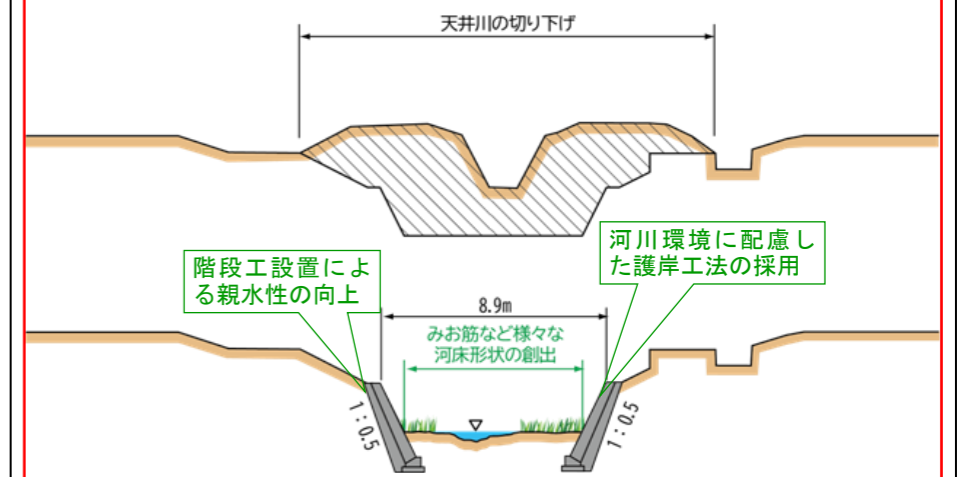 天井川の切り下げ
河川環境に配慮し
た護岸工法の採用
階段工設置によ
る親水性の向上
8.9m
みお筋など様々な
河床形状の創出
1：0.5
1：0.5